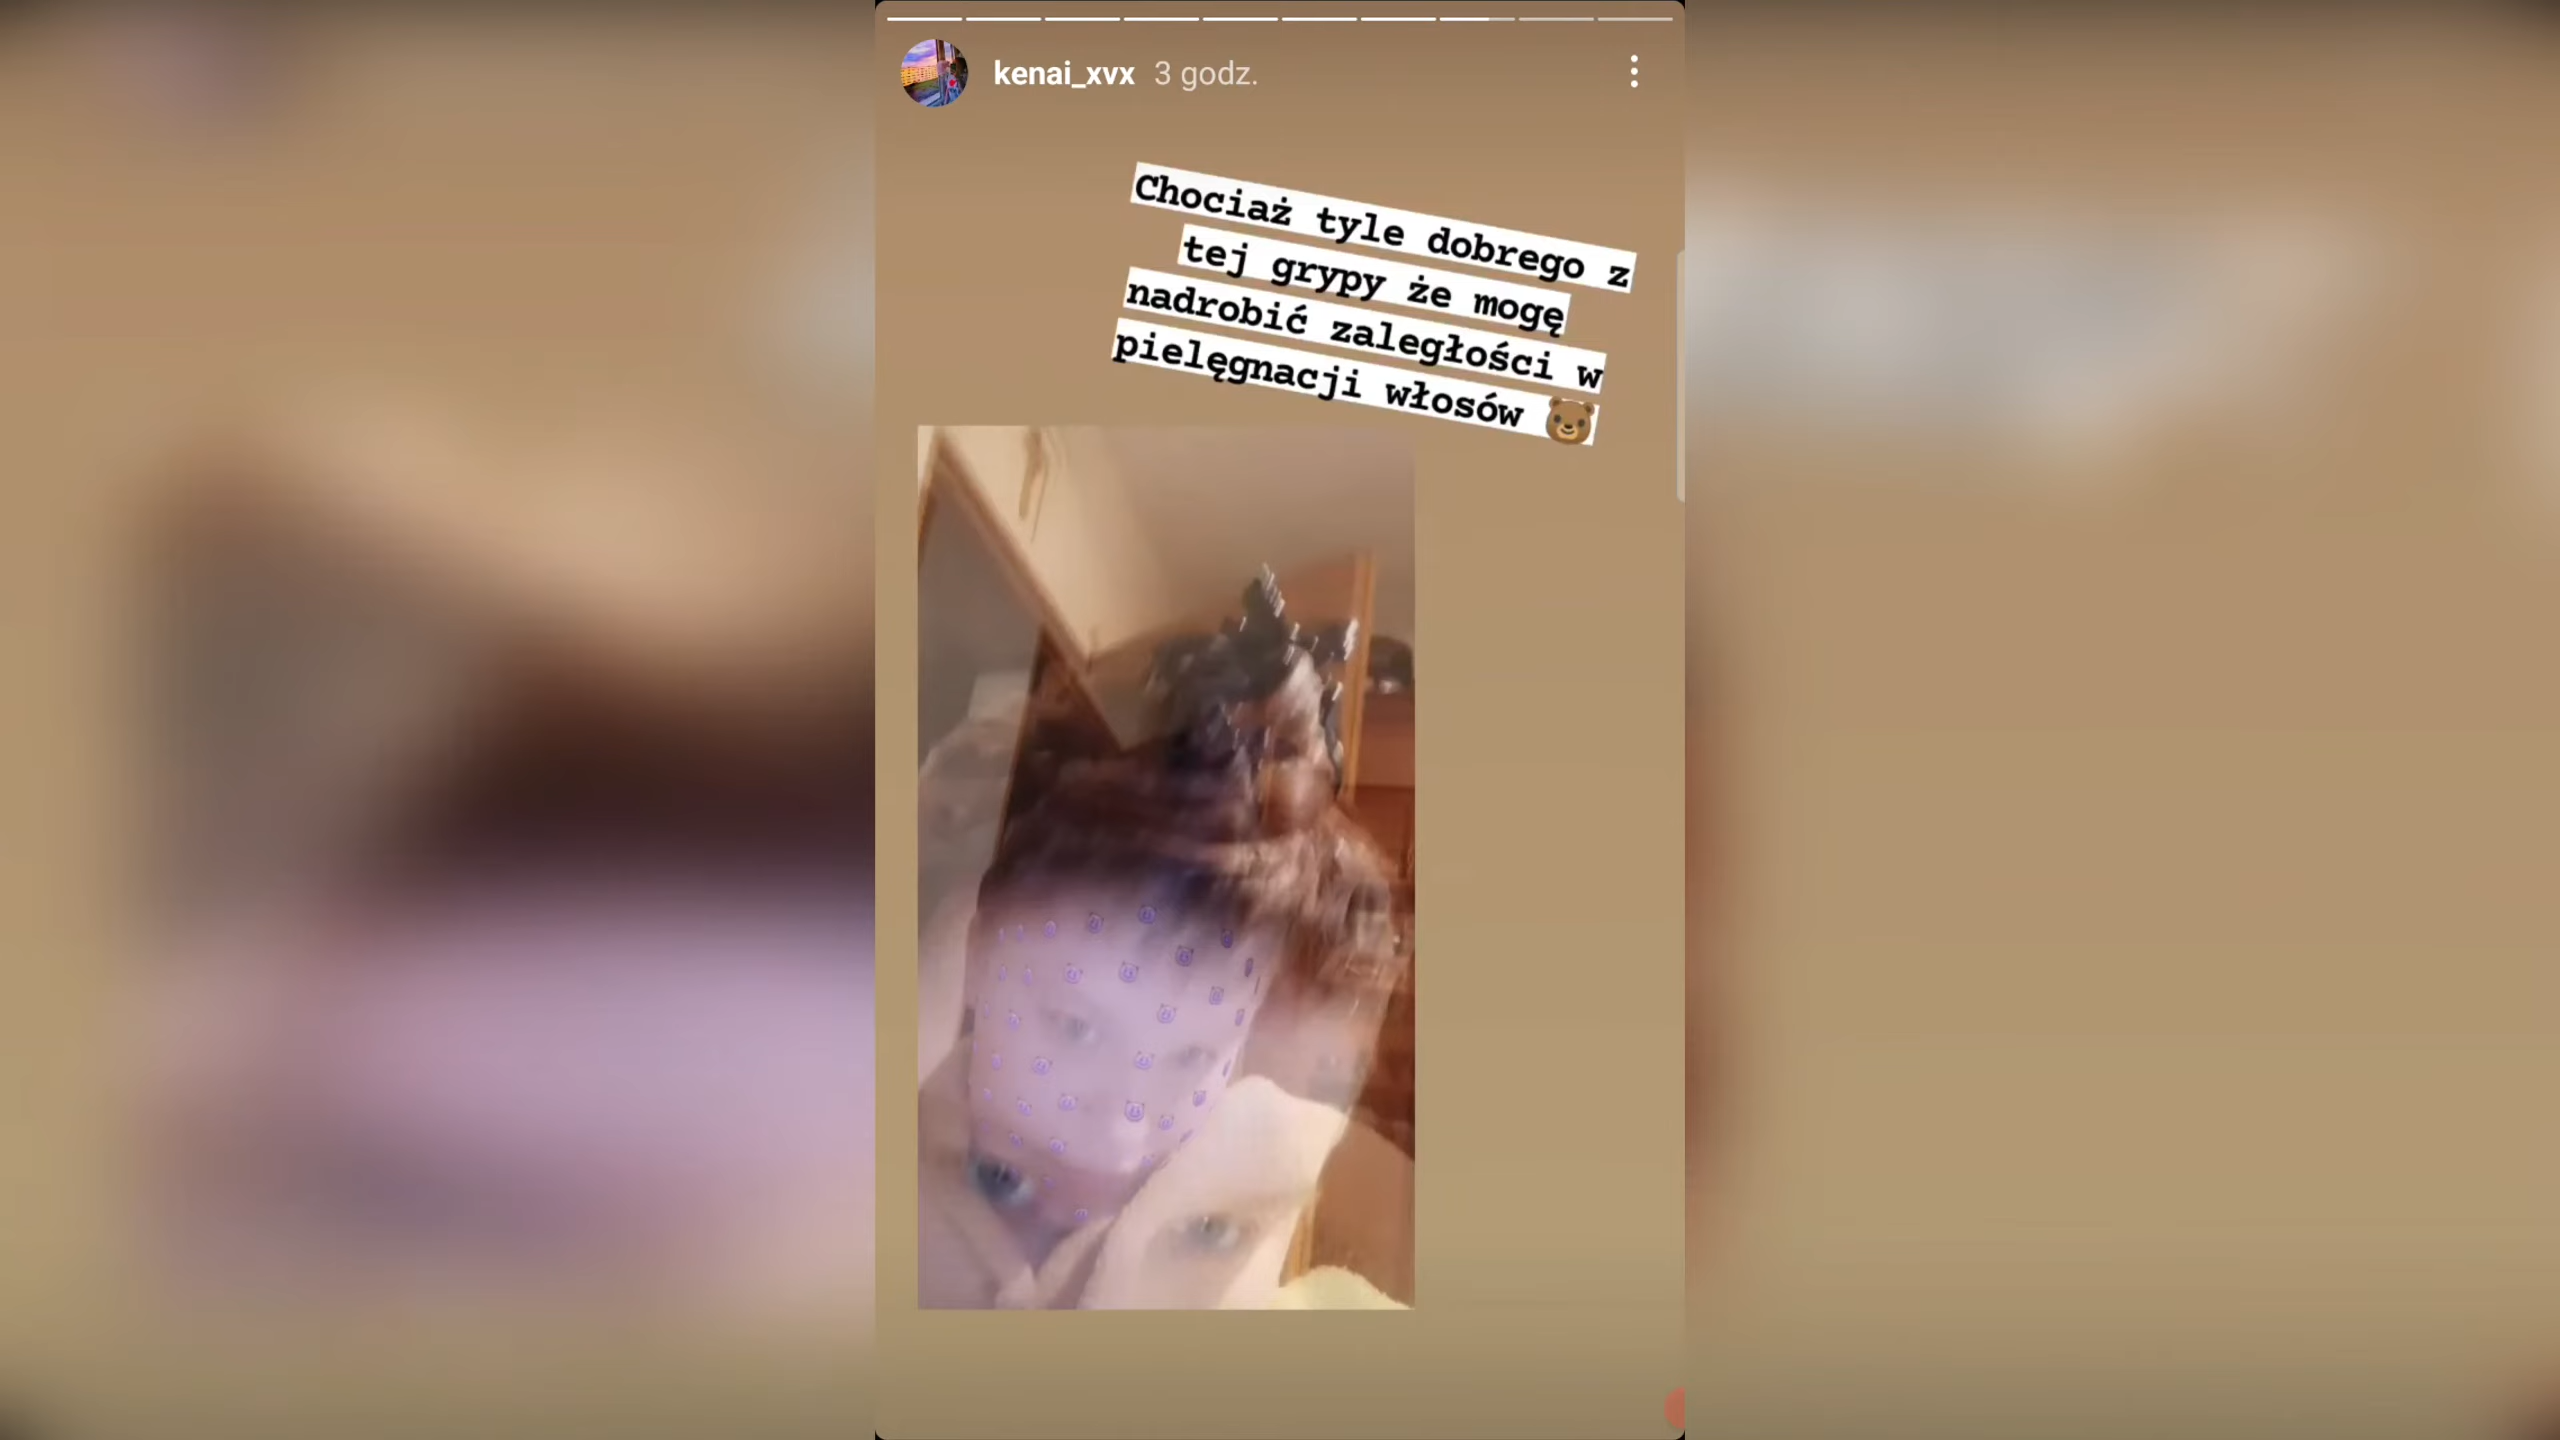 kenai_xvx 3 godz.
Chociaż tyle dobrego z
tej grypy że mogę
nadrobić zaległości w
pielęgnacji włosów 🐻